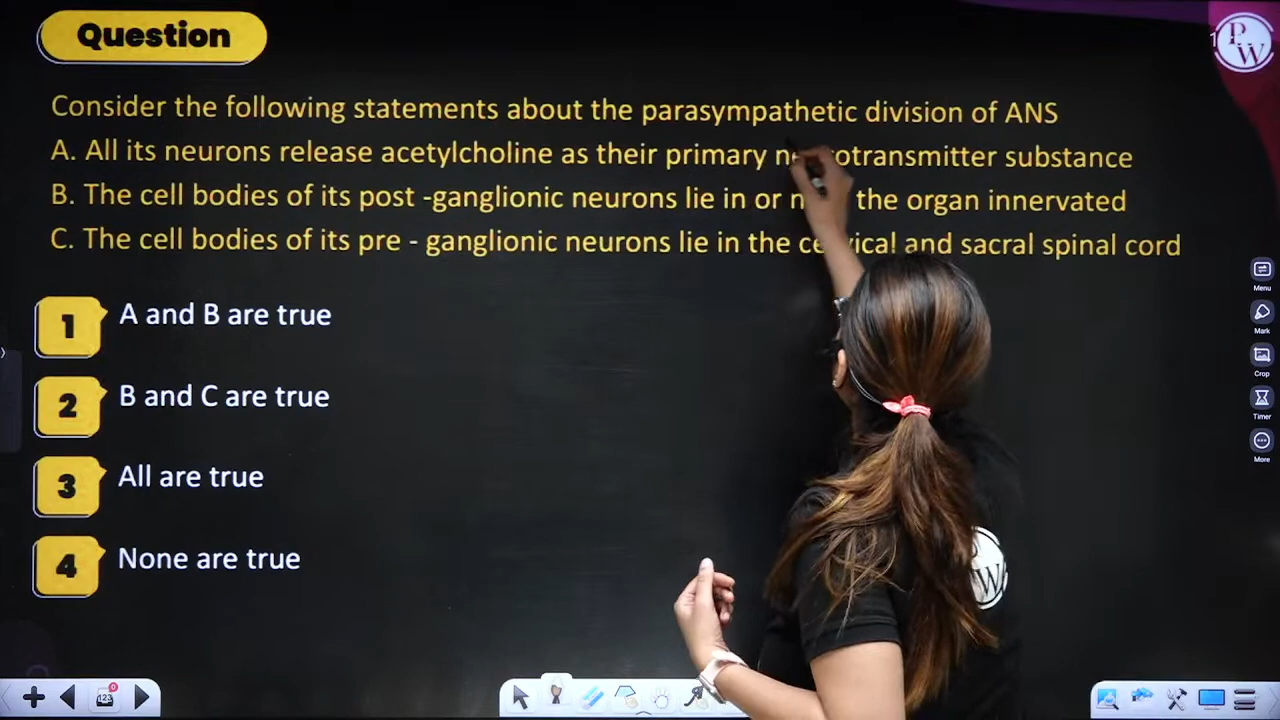 Question
PW
Consider the following statements about the parasympathetic division of ANS
A. All its neurons release acetylcholine as their primary substance
B. The cell bodies of its post -ganglionic neurons lie in or the organ innervated
C. The cell bodies of its pre - ganglionic neurons lie in the and sacral spinal cord
1 A and B are true
2 B and C are true
3 All are true
4 None are true
Menu
Mark
Crop
Timer
More
W
123